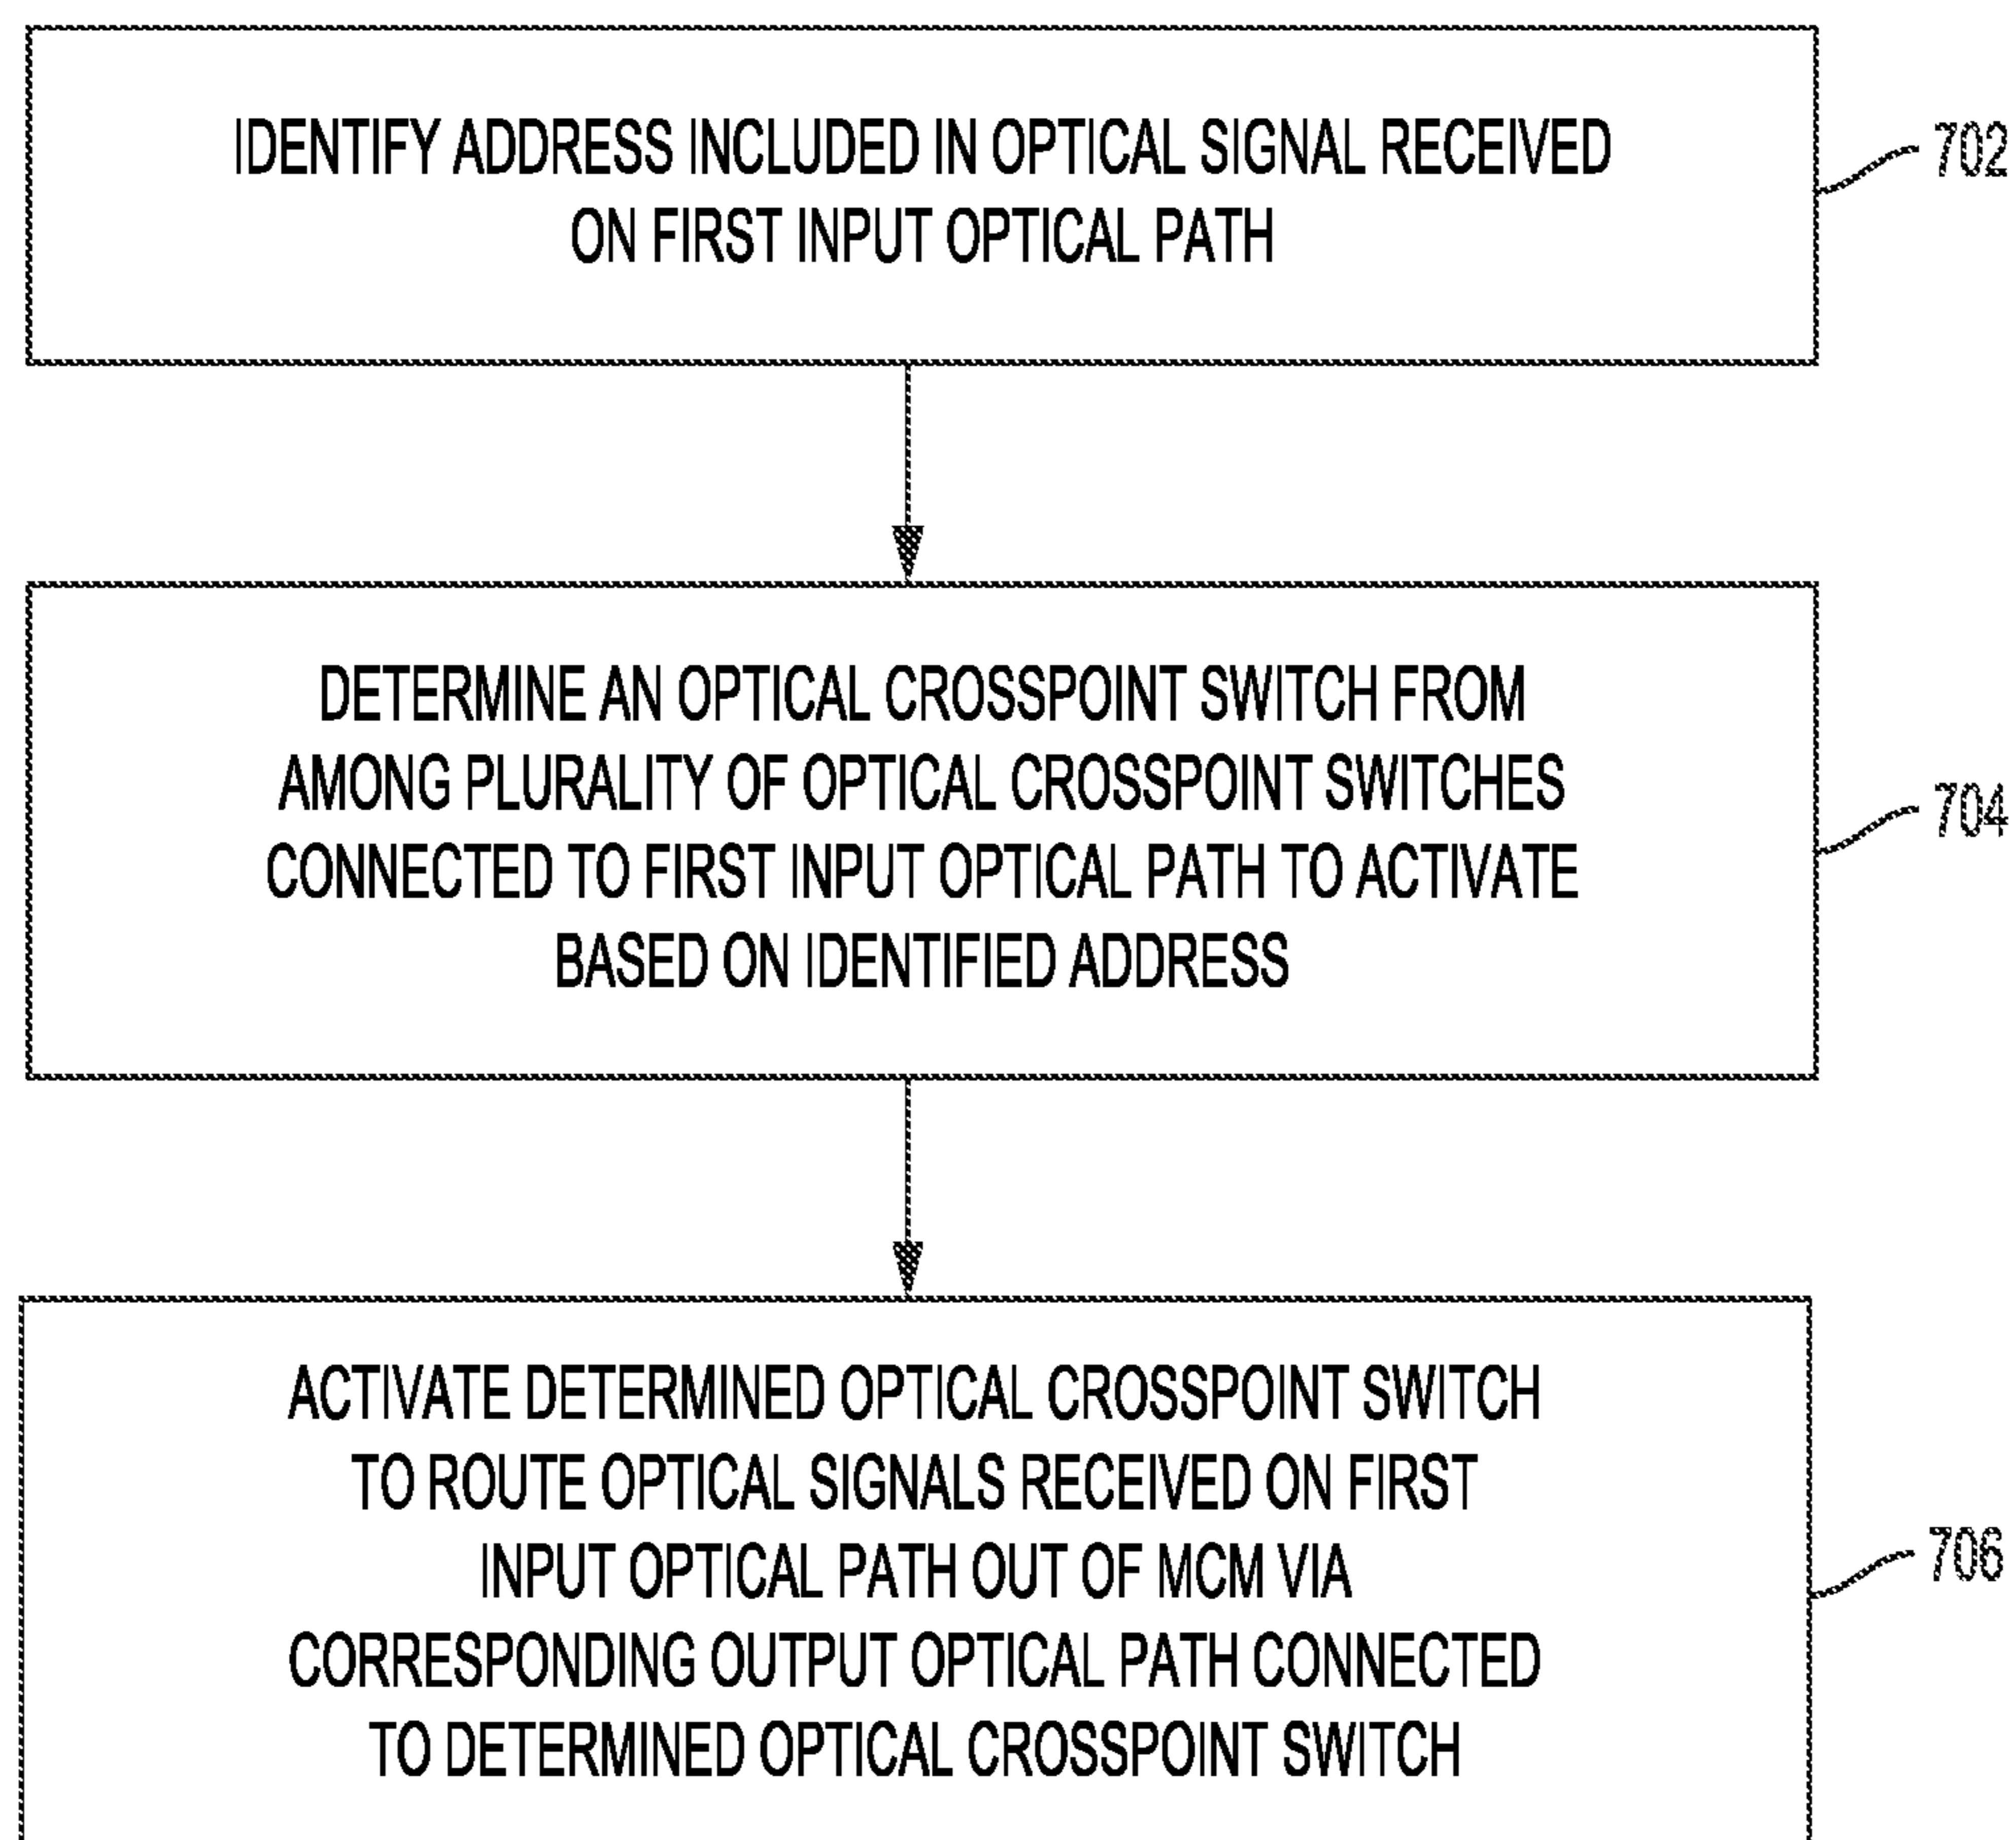 IDENTIFY ADDRESS INCLUDED IN OPTICAL SIGNAL RECEIVED
ON FIRST INPUT OPTICAL PATH
702
DETERMINE AN OPTICAL CROSSPOINT SWITCH FROM
AMONG PLURALITY OF OPTICAL CROSSPOINT SWITCHES
CONNECTED TO FIRST INPUT OPTICAL PATH TO ACTIVATE
BASED ON IDENTIFIED ADDRESS
704
ACTIVATE DETERMINED OPTICAL CROSSPOINT SWITCH
TO ROUTE OPTICAL SIGNALS RECEIVED ON FIRST
INPUT OPTICAL PATH OUT OF MCM VIA
CORRESPONDING OUTPUT OPTICAL PATH CONNECTED
TO DETERMINED OPTICAL CROSSPOINT SWITCH
706